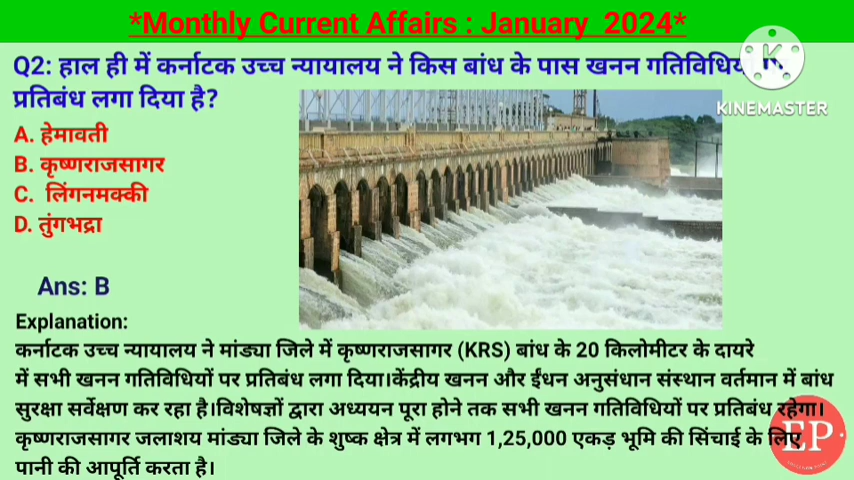 *Monthly Current Affairs : January 2024*
Q2: हाल ही में कर्नाटक उच्च न्यायालय ने किस बांध के पास खनन गतिविधियों पर
प्रतिबंध लगा दिया है?
KINEMASTER
A. हेमावती
B. कृष्णराजसागर
C. लिंगनमक्की
D. तुंगभद्रा
Ans: B
Explanation:
कर्नाटक उच्च न्यायालय ने मांड्या जिले में कृष्णराजसागर (KRS) बांध के 20 किलोमीटर के दायरे
में सभी खनन गतिविधियों पर प्रतिबंध लगा दिया।केंद्रीय खनन और ईंधन अनुसंधान संस्थान वर्तमान में बांध
सुरक्षा सर्वेक्षण कर रहा है।विशेषज्ञों द्वारा अध्ययन पूरा होने तक सभी खनन गतिविधियों पर प्रतिबंध रहेगा।
कृष्णराजसागर जलाशय मांड्या जिले के शुष्क क्षेत्र में लगभग 1,25,000 एकड़ भूमि की सिंचाई के लिए
पानी की आपूर्ति करता है।
EP